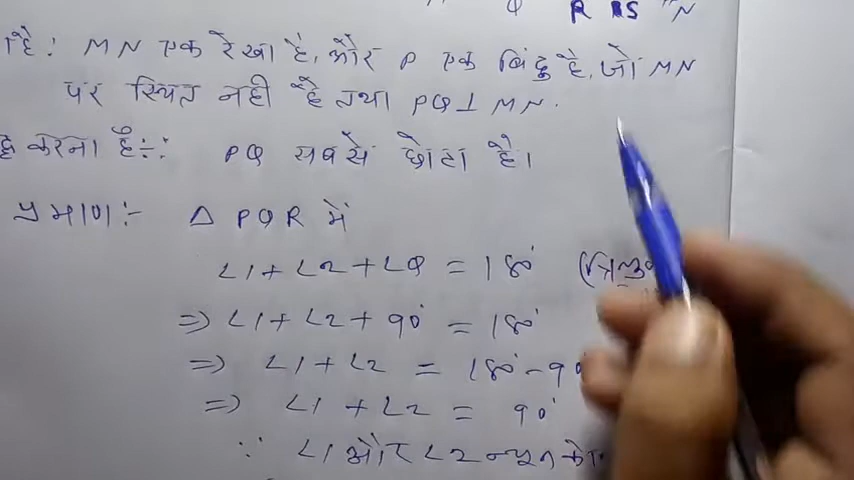 Q R S N
है: MN एक रेखा है, और P एक बिंदु है, जो MN
पर स्थित नही है तथा PQ⊥ MN.
करना है:- PQ सबसे छोटा है।
प्रमाण:- Δ PQR में
∠1+ ∠2+∠Q = 180°
⇒ ∠1+ ∠2+ 90° = 180°
⇒ ∠1+ ∠2 = 180°-90
⇒ ∠1 + ∠2 = 90°
∵ ∠1 और ∠2 न्यून